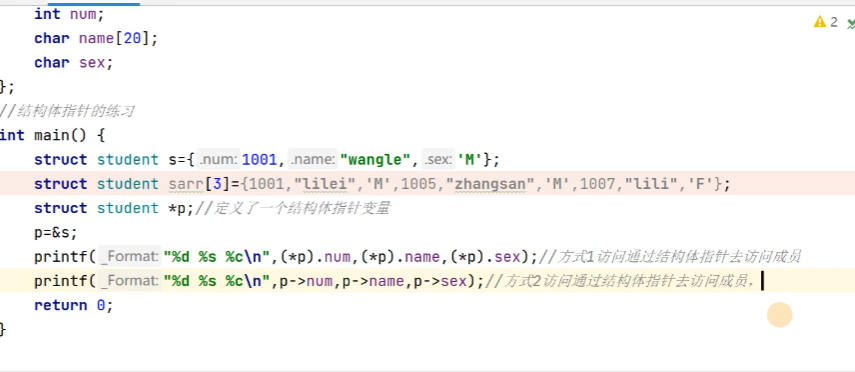 int num;
2
char name[20];
char sex;
};
//结构体指针的练习
int main() {
struct student s={ .num: 1001, .name: "wangle", .sex: 'M'};
struct student sarr[3]={1001,"lilei",'M',1005,"zhangsan",'M',1007,"lili",'F'};
struct student *p;//定义了一个结构体指针变量
p=&s;
printf( _Format: "%d %s %c\n",(*p).num,(*p).name,(*p).sex);//方式1访问通过结构体指针去访问成员
printf( _Format: "%d %s %c\n",p->num,p->name,p->sex);//方式2访问通过结构体指针去访问成员，
return 0;
}